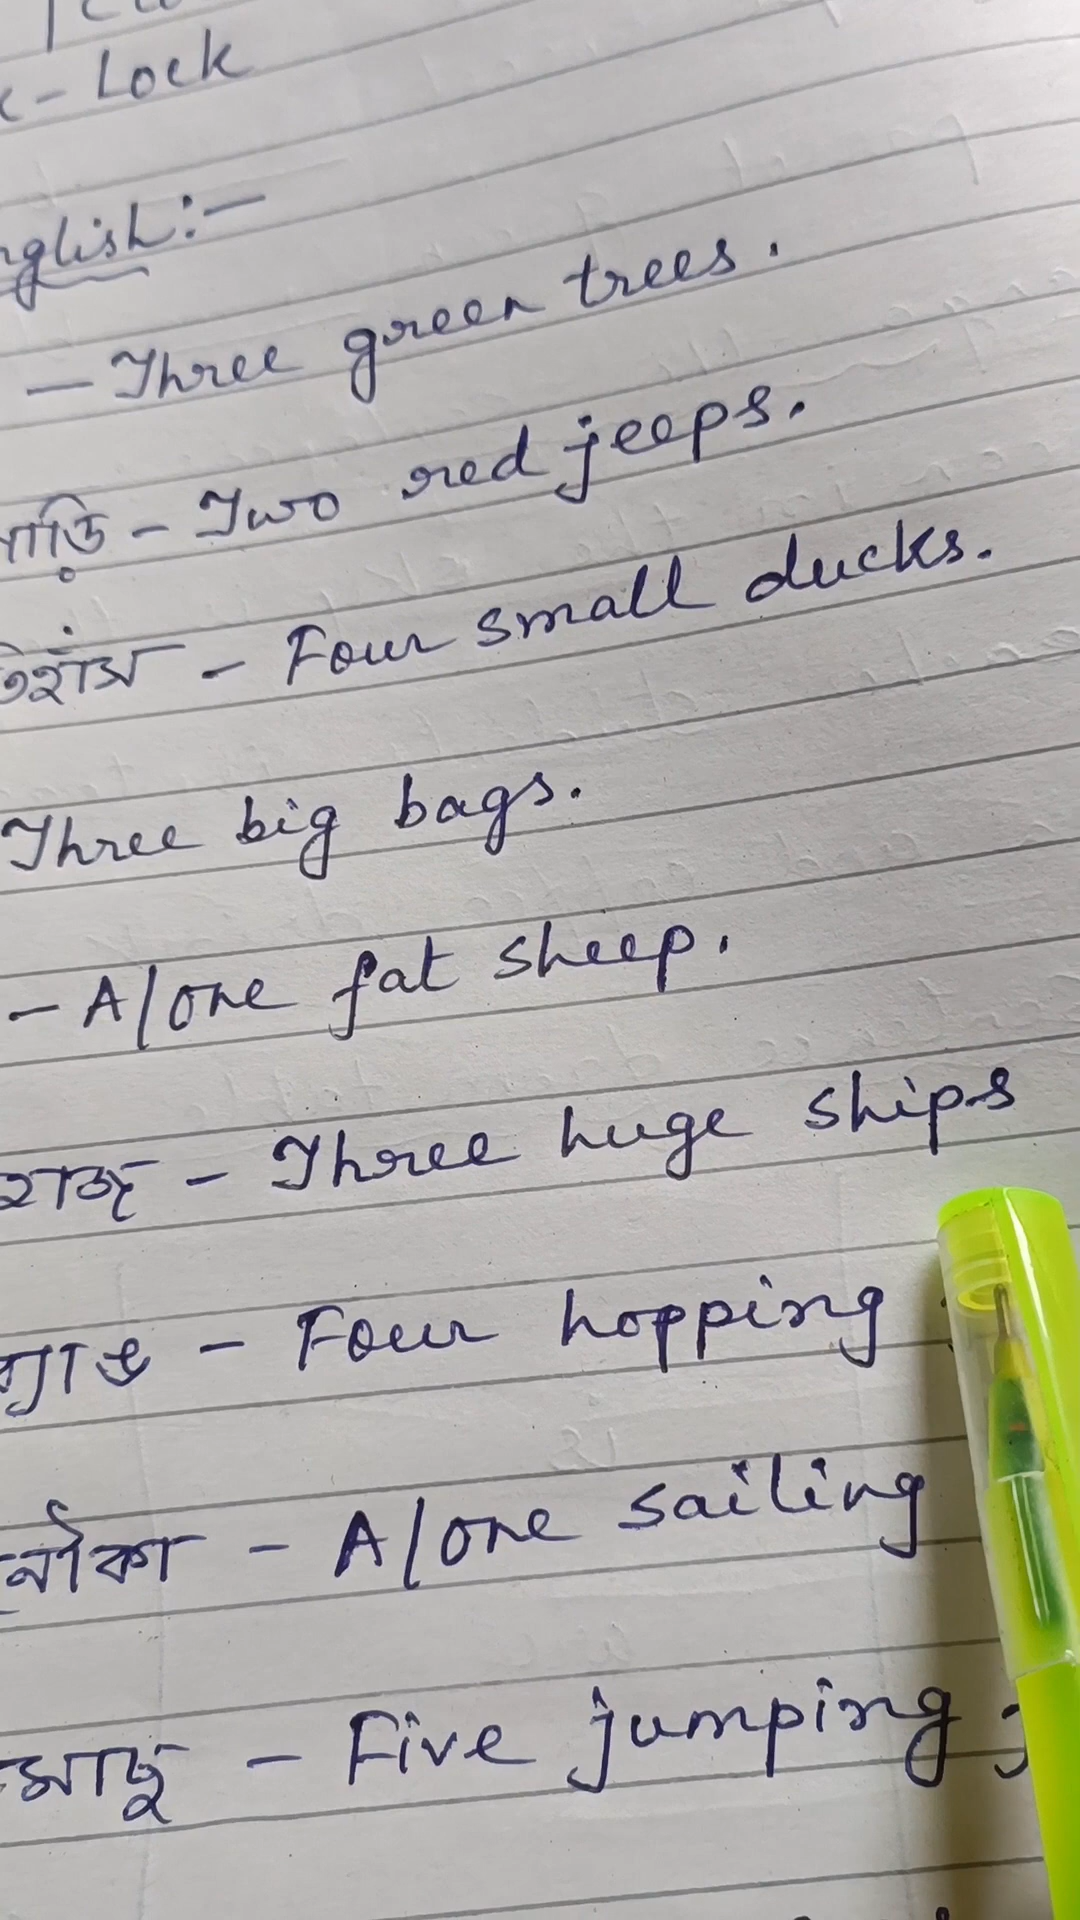 - Lock
nglish:-
- Three green trees.
াড়ি - Two red jeeps.
হাঁস - Four small ducks.
Three big bags.
- A/one fat sheep.
হাজ - Three huge ships
ব্যাঙ - Four hopping
নৌকা - A/one sailing
- Five jumping